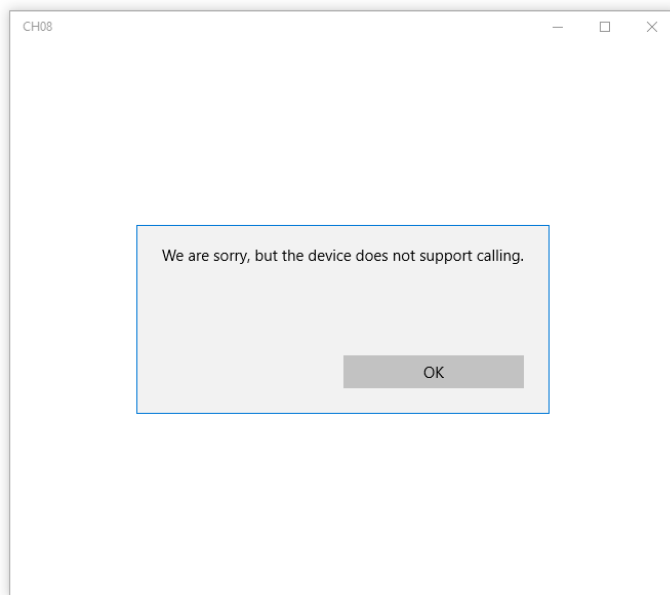 CH08
We are sorry, but the device does not support calling.
OK